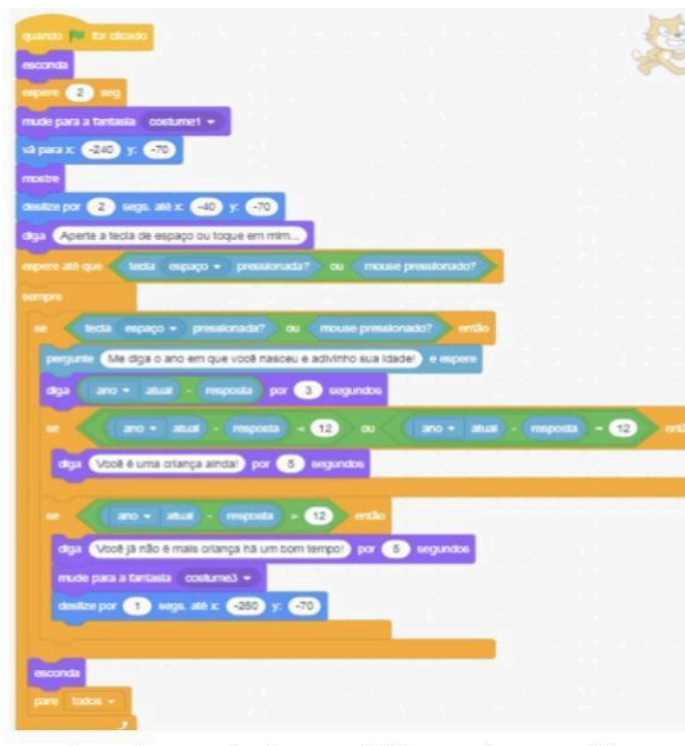 quando for clicado
esconda
espere 2 seg
mude para a fantasia costume1
vá para x: -240 y: -70
mostre
deslize por 2 segs. até x: -40 y: -70
diga Aperte a tecla de espaço ou toque em mim...
espere até que tecla espaço pressionada? ou mouse pressionado?
sempre
se tecla espaço pressionada? ou mouse pressionado? então
pergunte Me diga o ano em que você nasceu e adivinho sua idade! e espere
diga ano atual - resposta por 3 segundos
se ano atual - resposta < 12 ou ano atual - resposta = 12 ent
diga Você é uma criança ainda! por 5 segundos
se ano atual - resposta > 12 então
diga Você já não é mais criança há um bom tempo! por 5 segundos
mude para a fantasia costume3
deslize por 1 segs. até x: -260 y: -70
esconda
pare todos